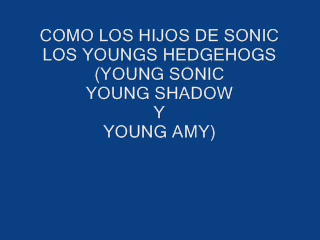 COMO LOS HIJOS DE SONIC
LOS YOUNGS HEDGEHOGS
(YOUNG SONIC
YOUNG SHADOW
Y
YOUNG AMY)